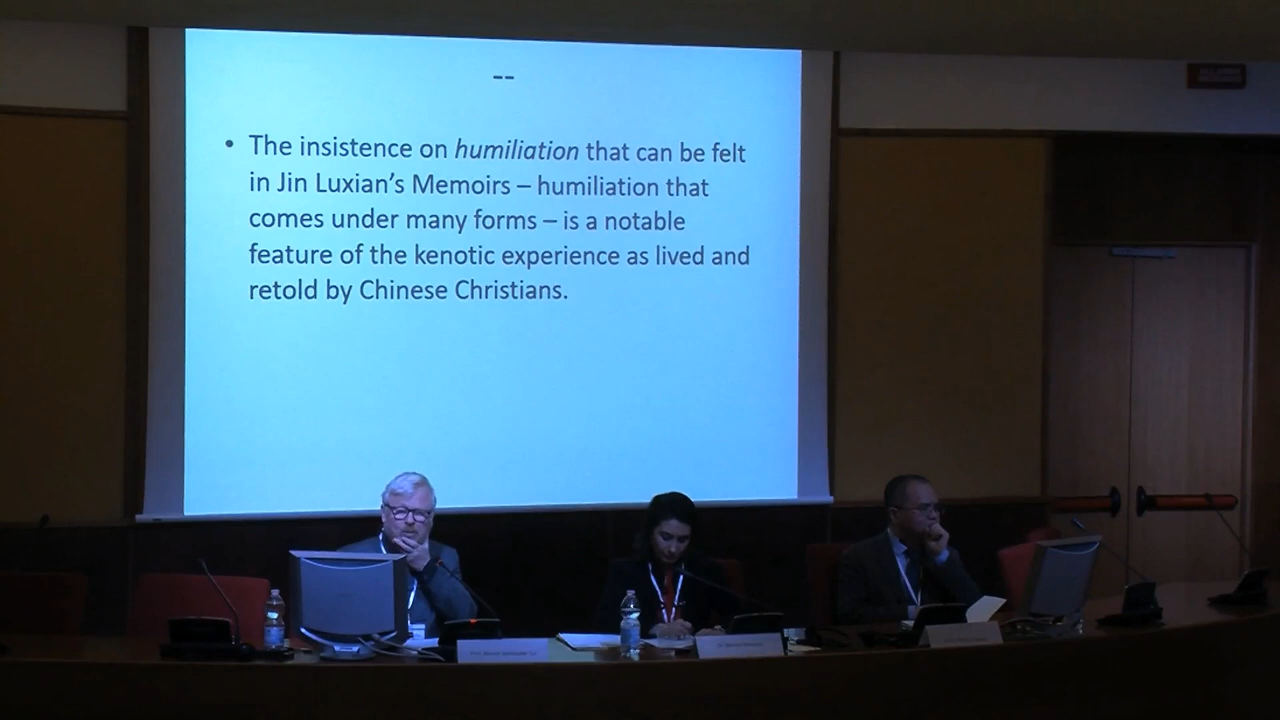 --
• The insistence on humiliation that can be felt
in Jin Luxian’s Memoirs – humiliation that
comes under many forms – is a notable
feature of the kenotic experience as lived and
retold by Chinese Christians.